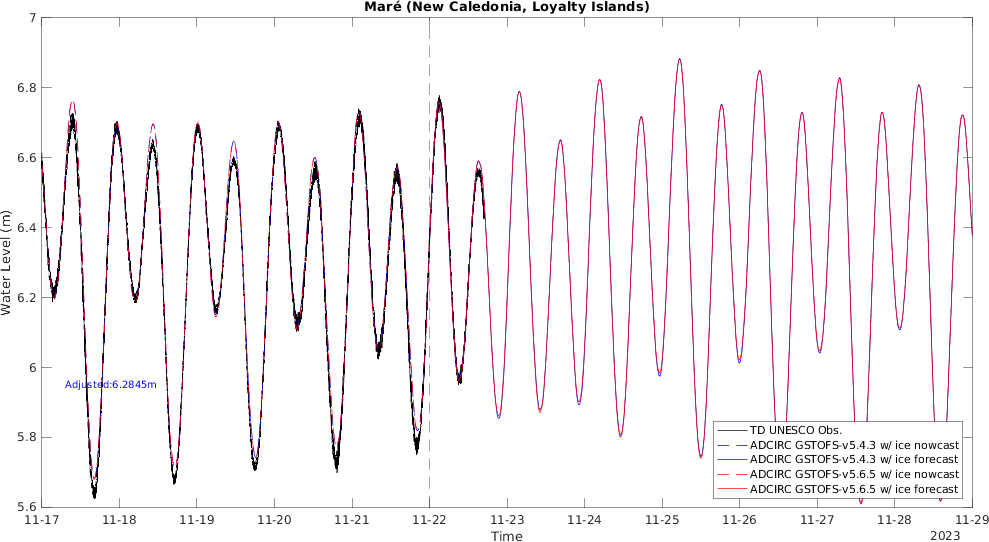 Maré (New Caledonia, Loyalty Islands)
Water Level (m)
7
6.8
6.6
6.4
6.2
6
5.8
5.6
Adjusted:6.2845m
TD UNESCO Obs.
ADCIRC GSTOFS-v5.4.3 w/ ice nowcast
ADCIRC GSTOFS-v5.4.3 w/ ice forecast
ADCIRC GSTOFS-v5.6.5 w/ ice nowcast
ADCIRC GSTOFS-v5.6.5 w/ ice forecast
11-17 11-18 11-19 11-20 11-21 11-22 11-23 11-24 11-25 11-26 11-27 11-28 11-29
Time
2023